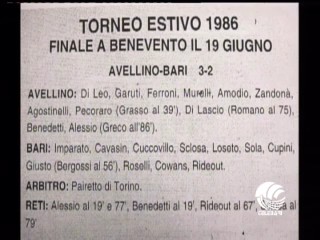 TORNEO ESTIVO 1986
FINALE A BENEVENTO IL 19 GIUGNO
AVELLINO-BARI 3-2
AVELLINO: Di Leo, Garuti, Ferroni, Murelli, Amodio, Zandonà,
Agostinelli, Pecoraro (Grasso al 39'), Di Lascio (Romano al 75),
Benedetti, Alessio (Greco all'86').
BARI: Imparato, Cavasin, Cuccovillo, Sclosa, Loseto, Sola, Cupini,
Giusto (Bergossi al 56'), Roselli, Cowans, Rideout.
ARBITRO: Pairetto di Torino.
RETI: Alessio al 19' e 77', Benedetti al 19', Rideout al 67', al
79'